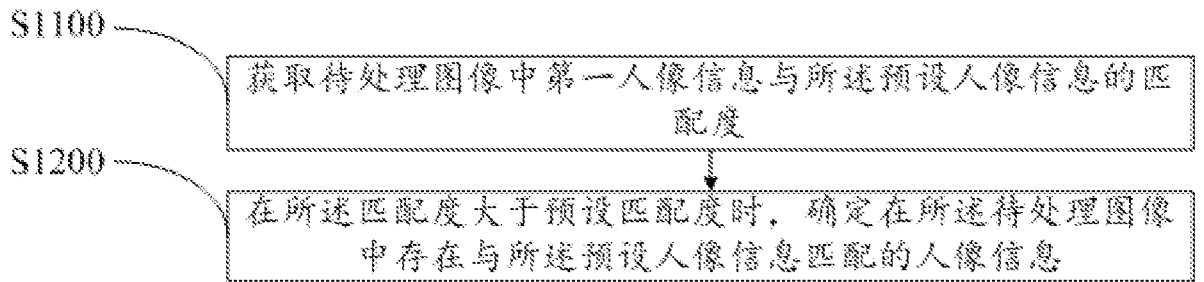 S1100
获取待处理图像中第一人像信息与所述预设人像信息的匹
配度
S1200
在所述匹配度大于预设匹配度时，确定在所述待处理图像
中存在与所述预设人像信息匹配的人像信息